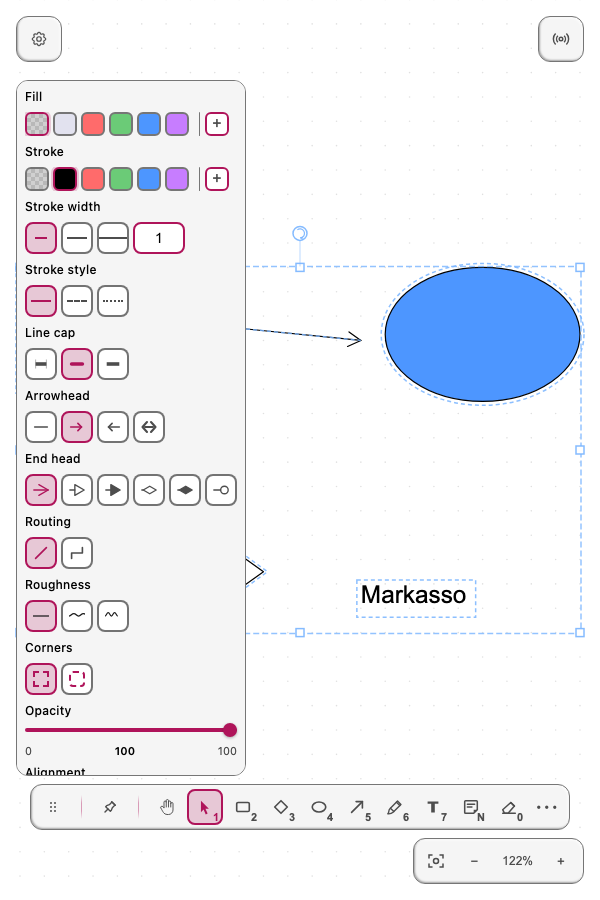 Fill
+
Stroke
+
Stroke width
1
Stroke style
Line cap
Arrowhead
End head
Routing
Roughness
Corners
Opacity
0 100 100
Alignment
Markasso
1 2 3 4 5 6 T 7 N 0
− 122% +